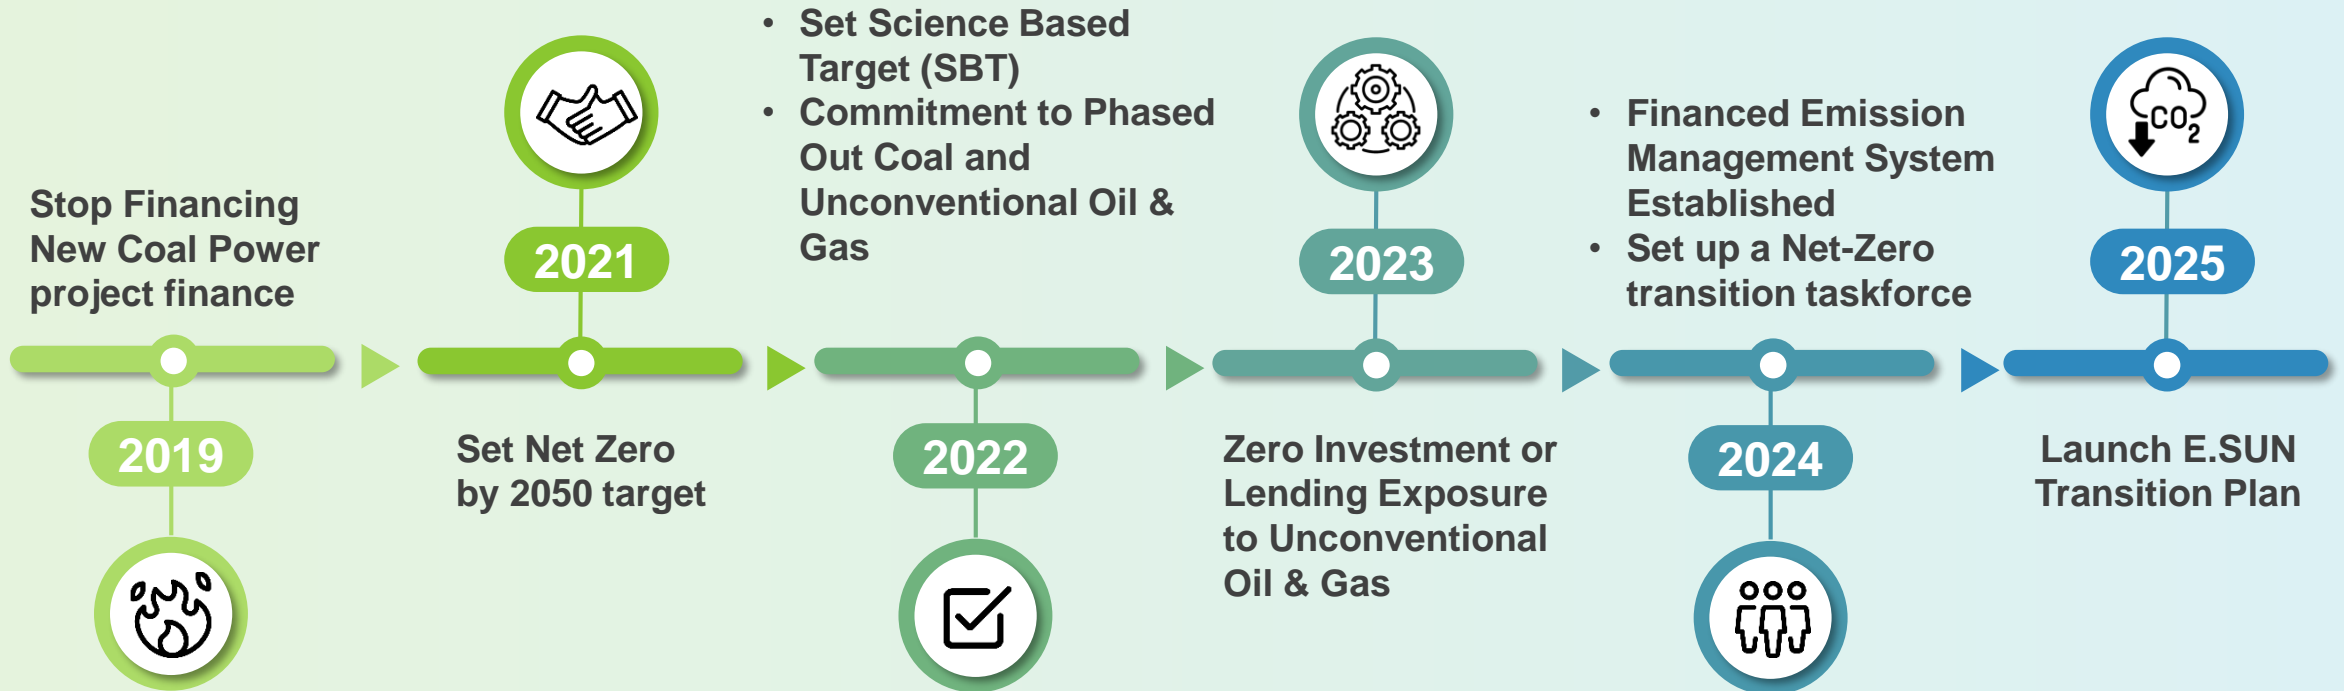 Stop Financing
New Coal Power
project finance
2019
2021
Set Net Zero
by 2050 target
• Set Science Based
Target (SBT)
• Commitment to Phased
Out Coal and
Unconventional Oil &
Gas
2022
2023
Zero Investment or
Lending Exposure
to Unconventional
Oil & Gas
• Financed Emission
Management System
Established
• Set up a Net-Zero
transition taskforce
2024
CO2
2025
Launch E.SUN
Transition Plan